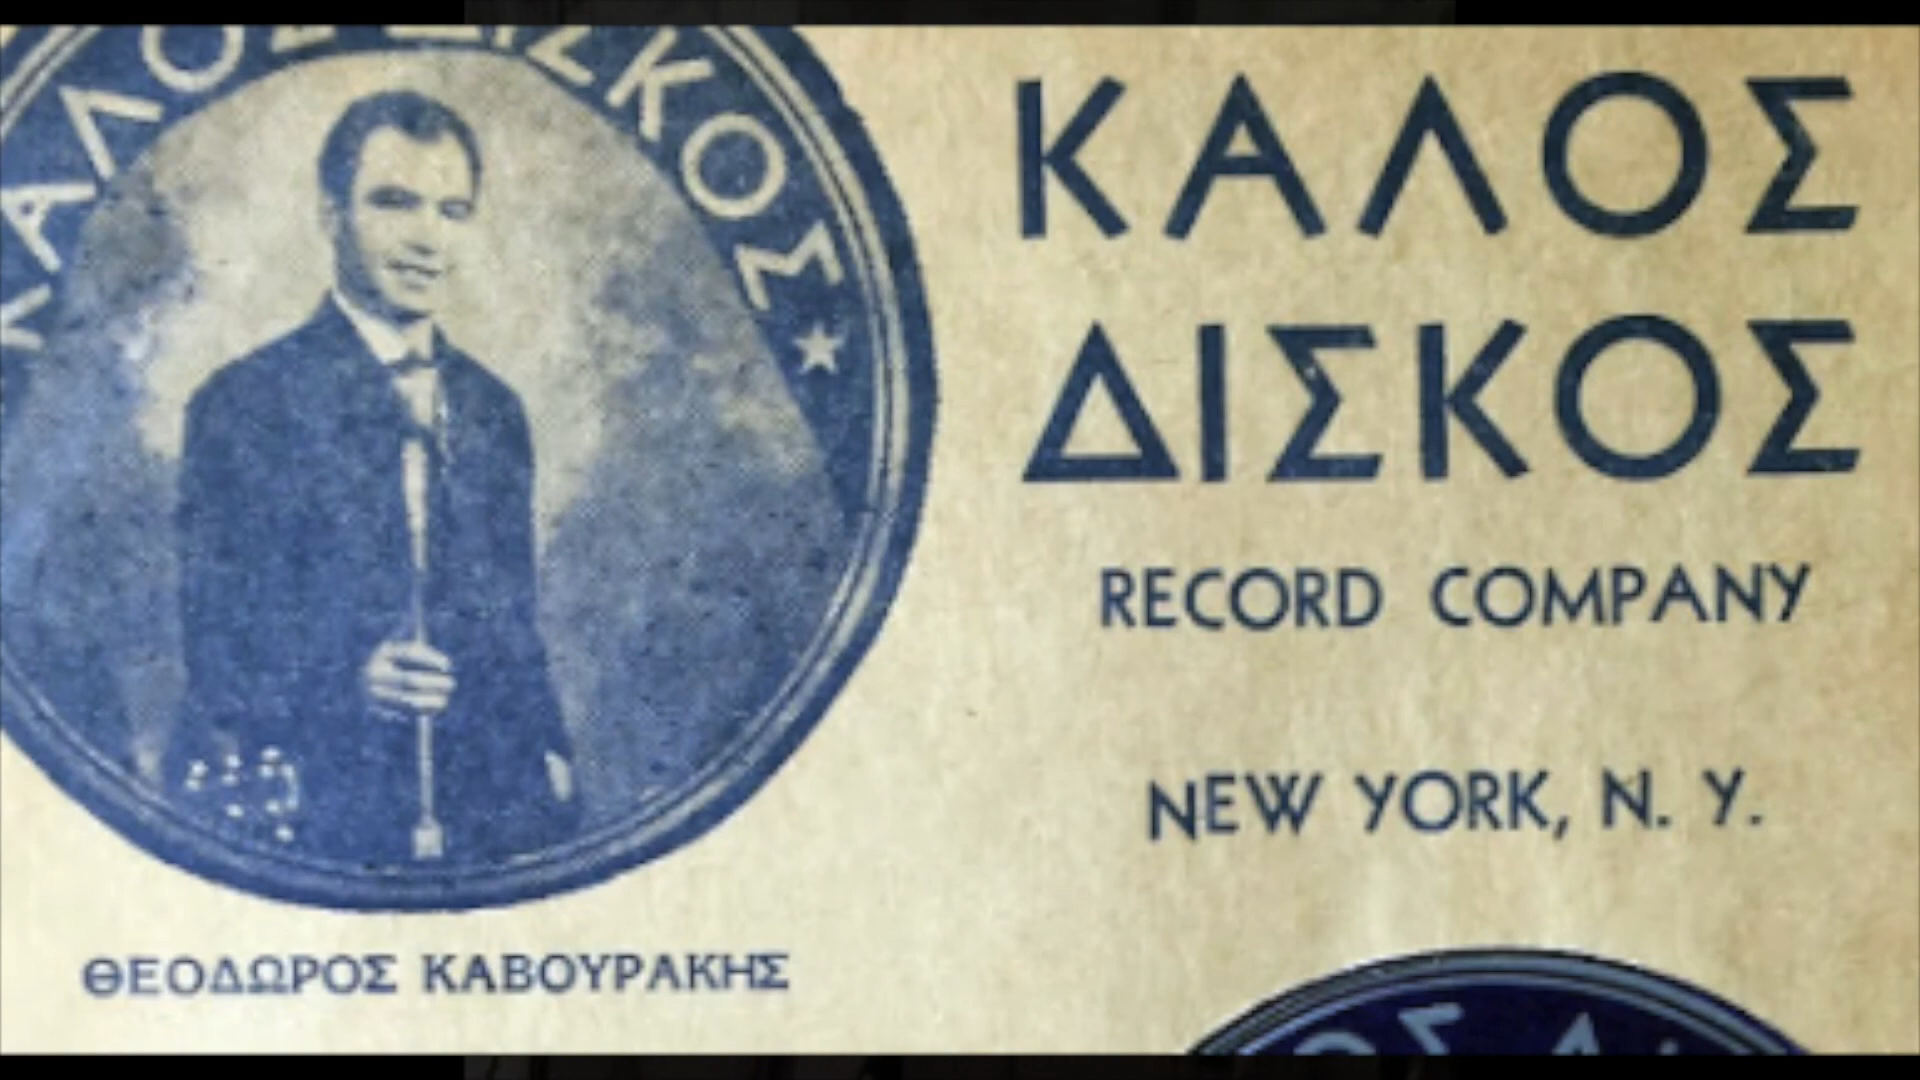 ΚΑΛΟΣ ΔΙΣΚΟΣ
ΘΕΟΔΩΡΟΣ ΚΑΒΟΥΡΑΚΗΣ
ΚΑΛΟΣ
ΔΙΣΚΟΣ
RECORD COMPANY
NEW YORK, N. Y.